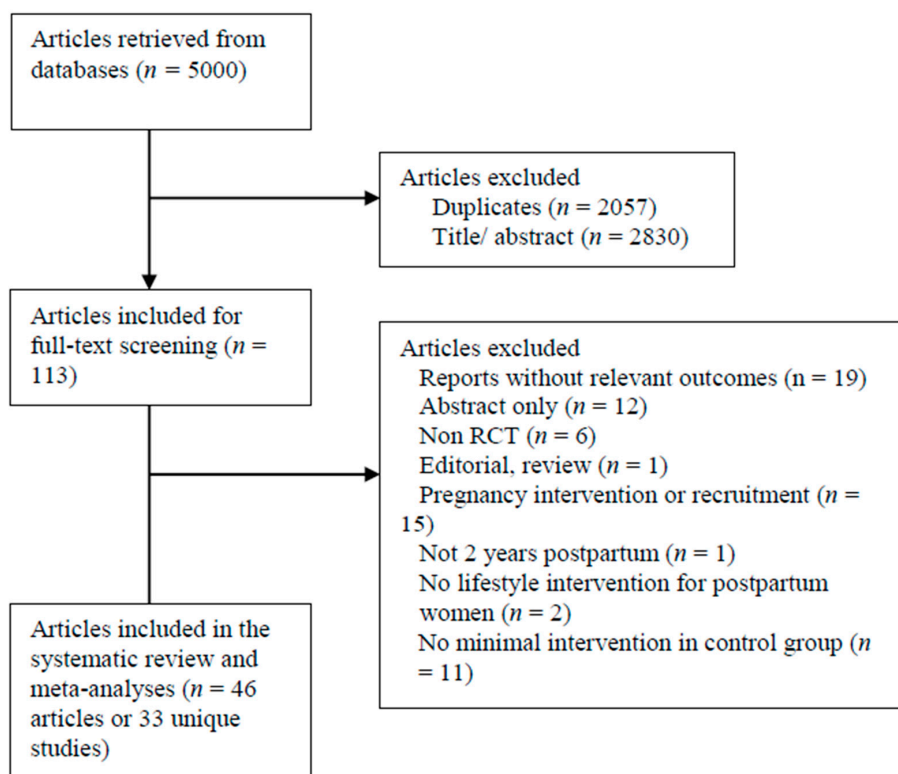 Articles retrieved from
databases (n = 5000)
Articles excluded
Duplicates (n = 2057)
Title/ abstract (n = 2830)
Articles included for
full-text screening (n =
113)
Articles excluded
Reports without relevant outcomes (n = 19)
Abstract only (n = 12)
Non RCT (n = 6)
Editorial, review (n = 1)
Pregnancy intervention or recruitment (n =
15)
Not 2 years postpartum (n = 1)
No lifestyle intervention for postpartum
women (n = 2)
No minimal intervention in control group (n
= 11)
Articles included in the
systematic review and
meta-analyses (n = 46
articles or 33 unique
studies)